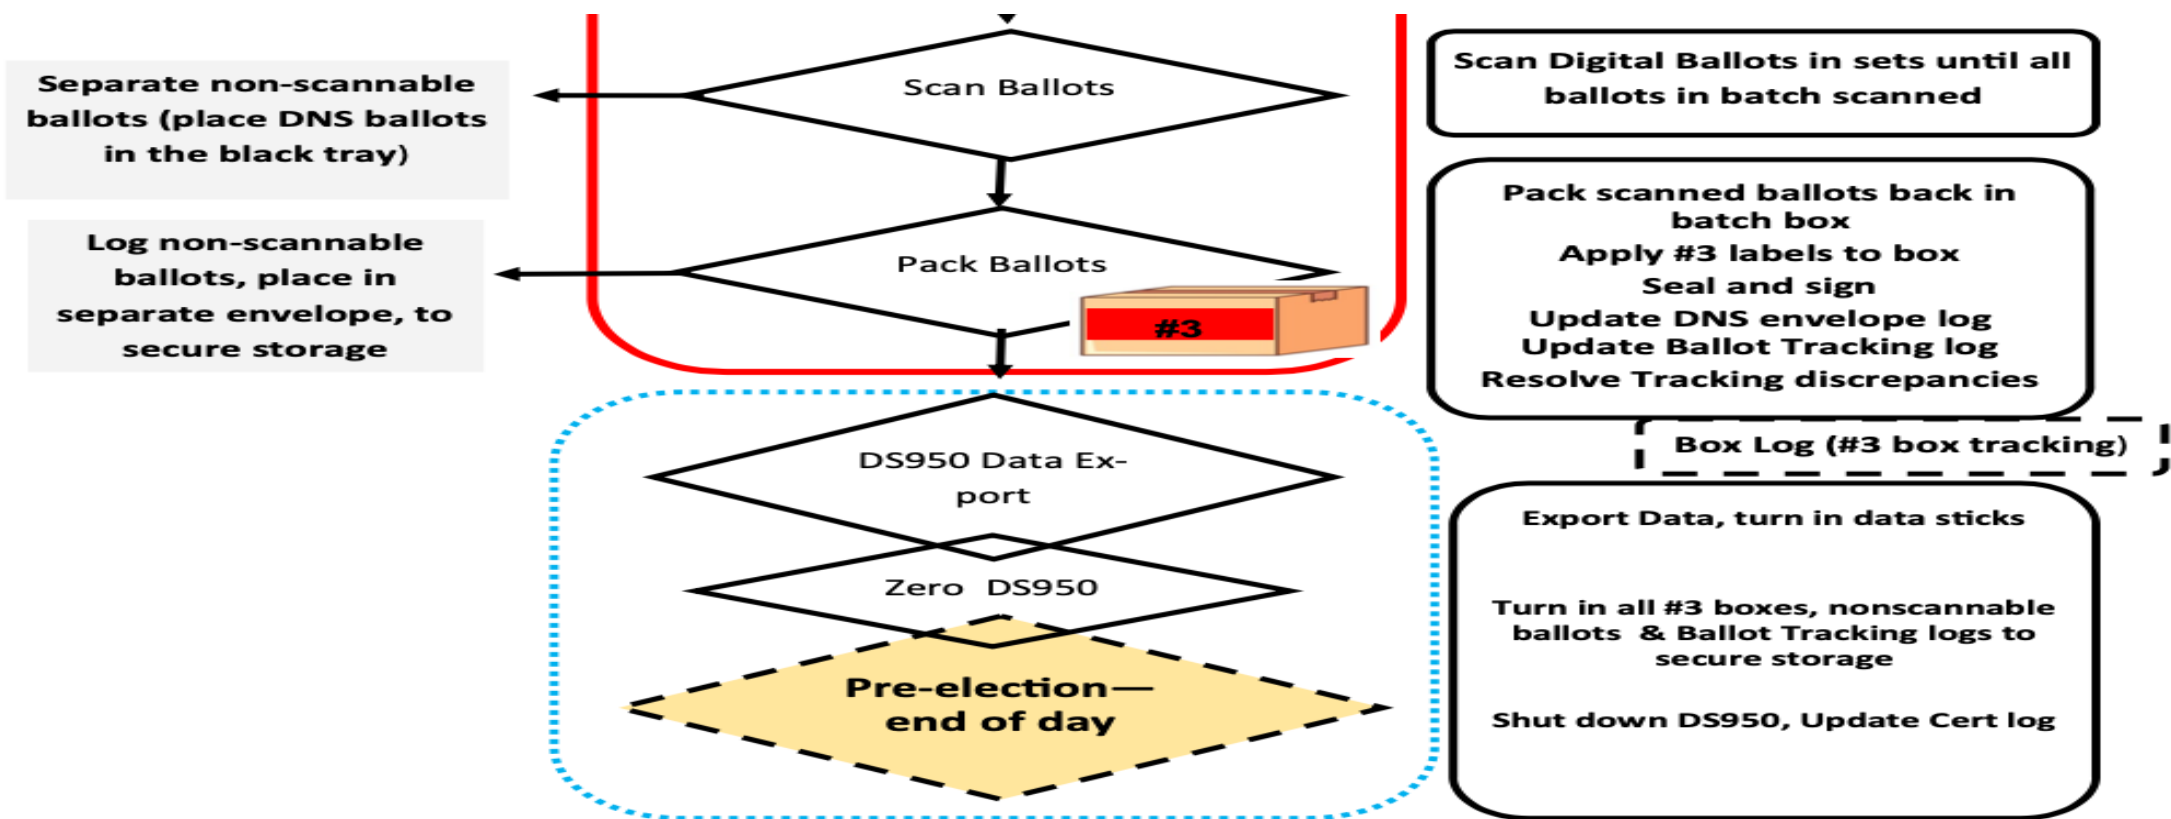 Scan Ballots
Separate non-scannable
ballots (place DNS ballots
in the black tray)
Scan Digital Ballots in sets until all
ballots in batch scanned
Pack Ballots
#3
Log non-scannable
ballots, place in
separate envelope, to
secure storage
Pack scanned ballots back in
batch box
Apply #3 labels to box
Seal and sign
Update DNS envelope log
Update Ballot Tracking log
Resolve Tracking discrepancies
Box Log (#3 box tracking)
DS950 Data Ex-
port
Zero DS950
Pre-election—
end of day
Export Data, turn in data sticks
Turn in all #3 boxes, nonscannable
ballots & Ballot Tracking logs to
secure storage
Shut down DS950, Update Cert log